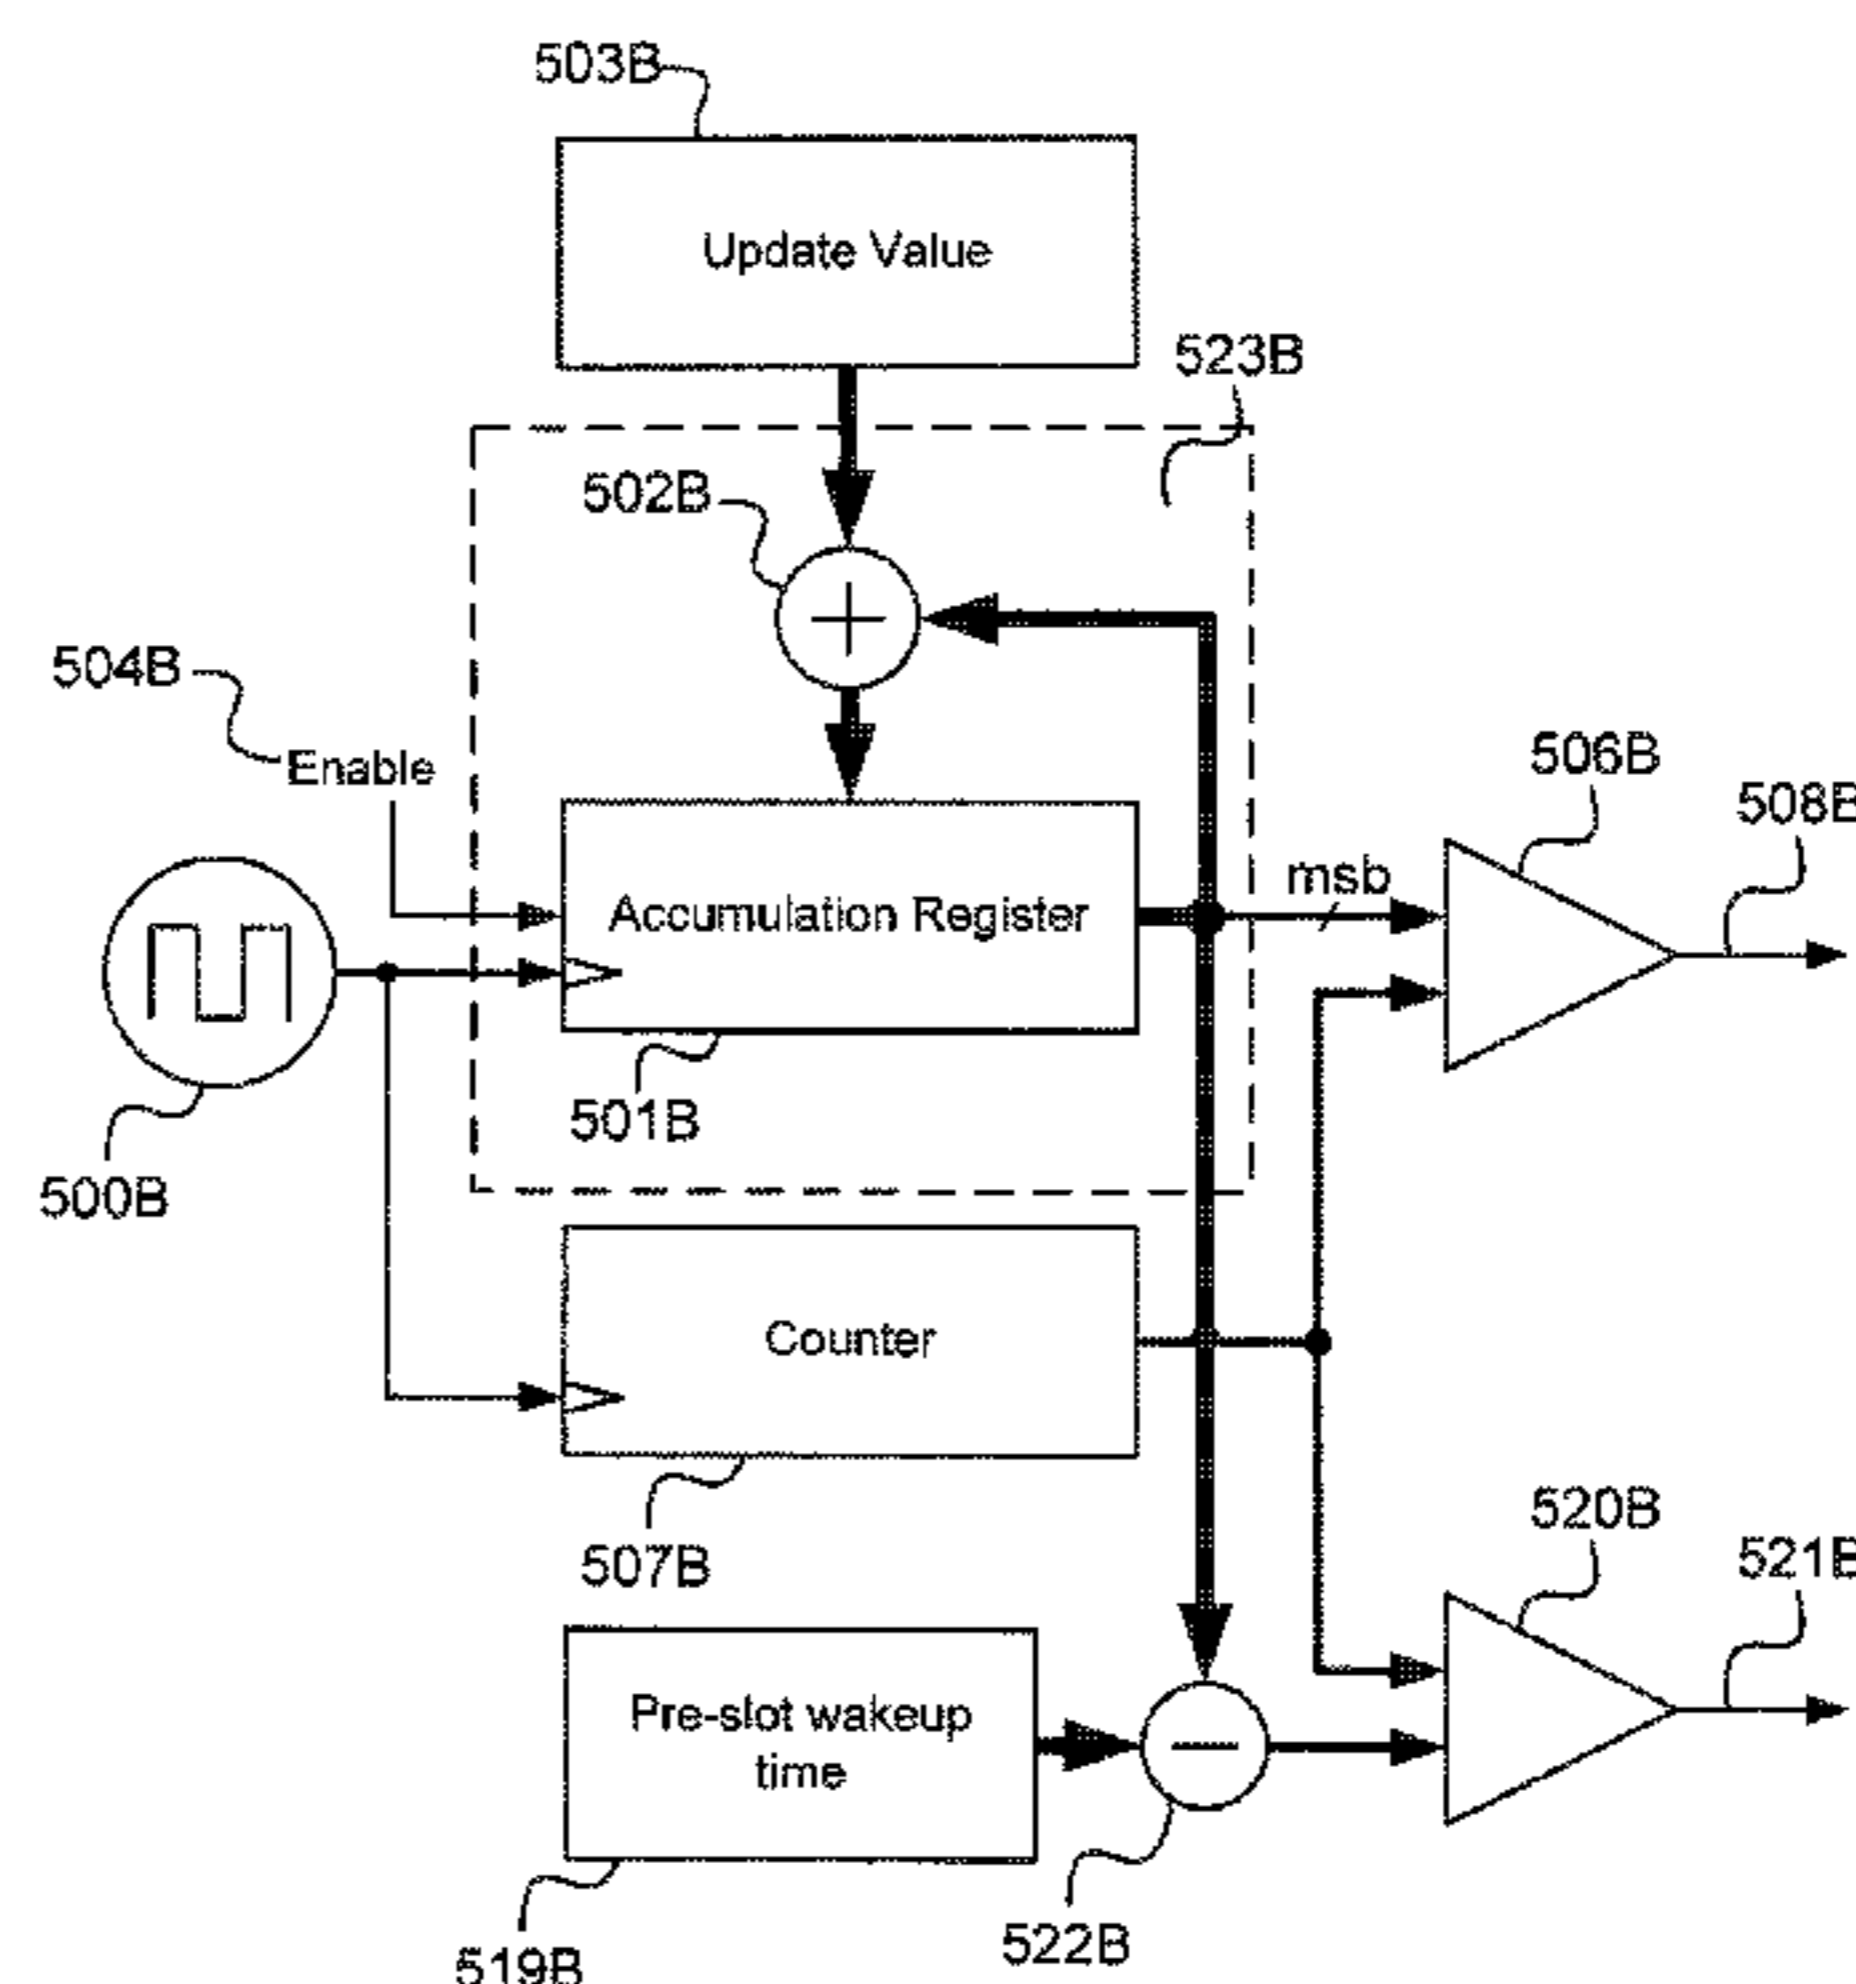 503B
Update Value
523B
502B
504B
Enable
506B
508B
msb
Accumulation Register
501B
500B
Counter
507B
520B
521B
Pre-slot wakeup
time
522B
519B